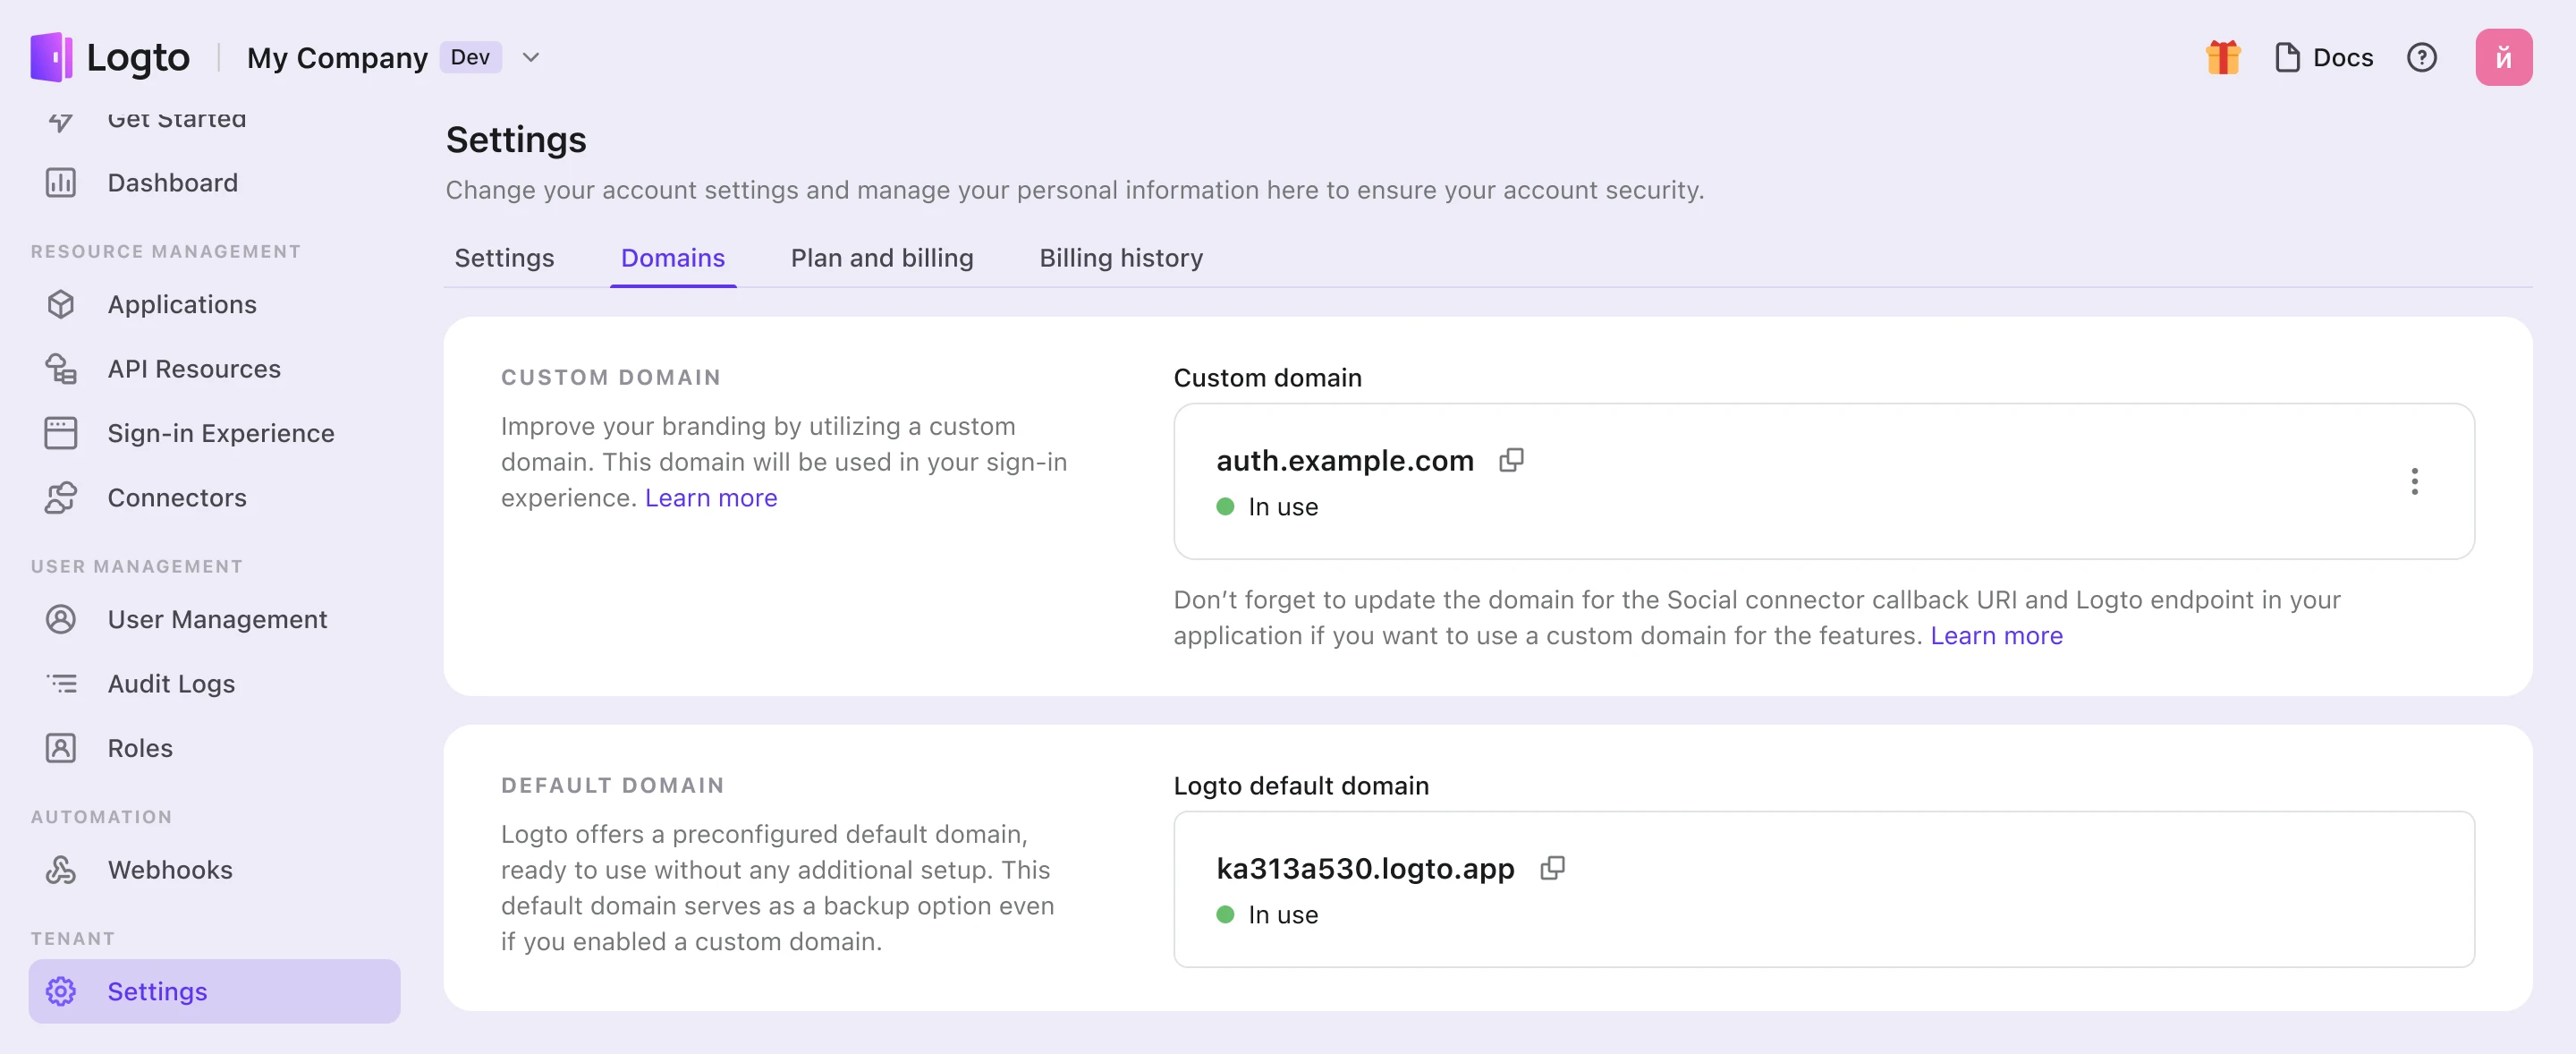 Logto
My Company Dev
Docs
й
Get Started
Dashboard
RESOURCE MANAGEMENT
Applications
API Resources
Sign-in Experience
Connectors
USER MANAGEMENT
User Management
Audit Logs
Roles
AUTOMATION
Webhooks
TENANT
Settings
Settings
Change your account settings and manage your personal information here to ensure your account security.
Settings Domains Plan and billing Billing history
CUSTOM DOMAIN
Improve your branding by utilizing a custom
domain. This domain will be used in your sign-in
experience. Learn more
Custom domain
auth.example.com
In use
Don’t forget to update the domain for the Social connector callback URI and Logto endpoint in your
application if you want to use a custom domain for the features. Learn more
DEFAULT DOMAIN
Logto offers a preconfigured default domain,
ready to use without any additional setup. This
default domain serves as a backup option even
if you enabled a custom domain.
Logto default domain
ka313a530.logto.app
In use